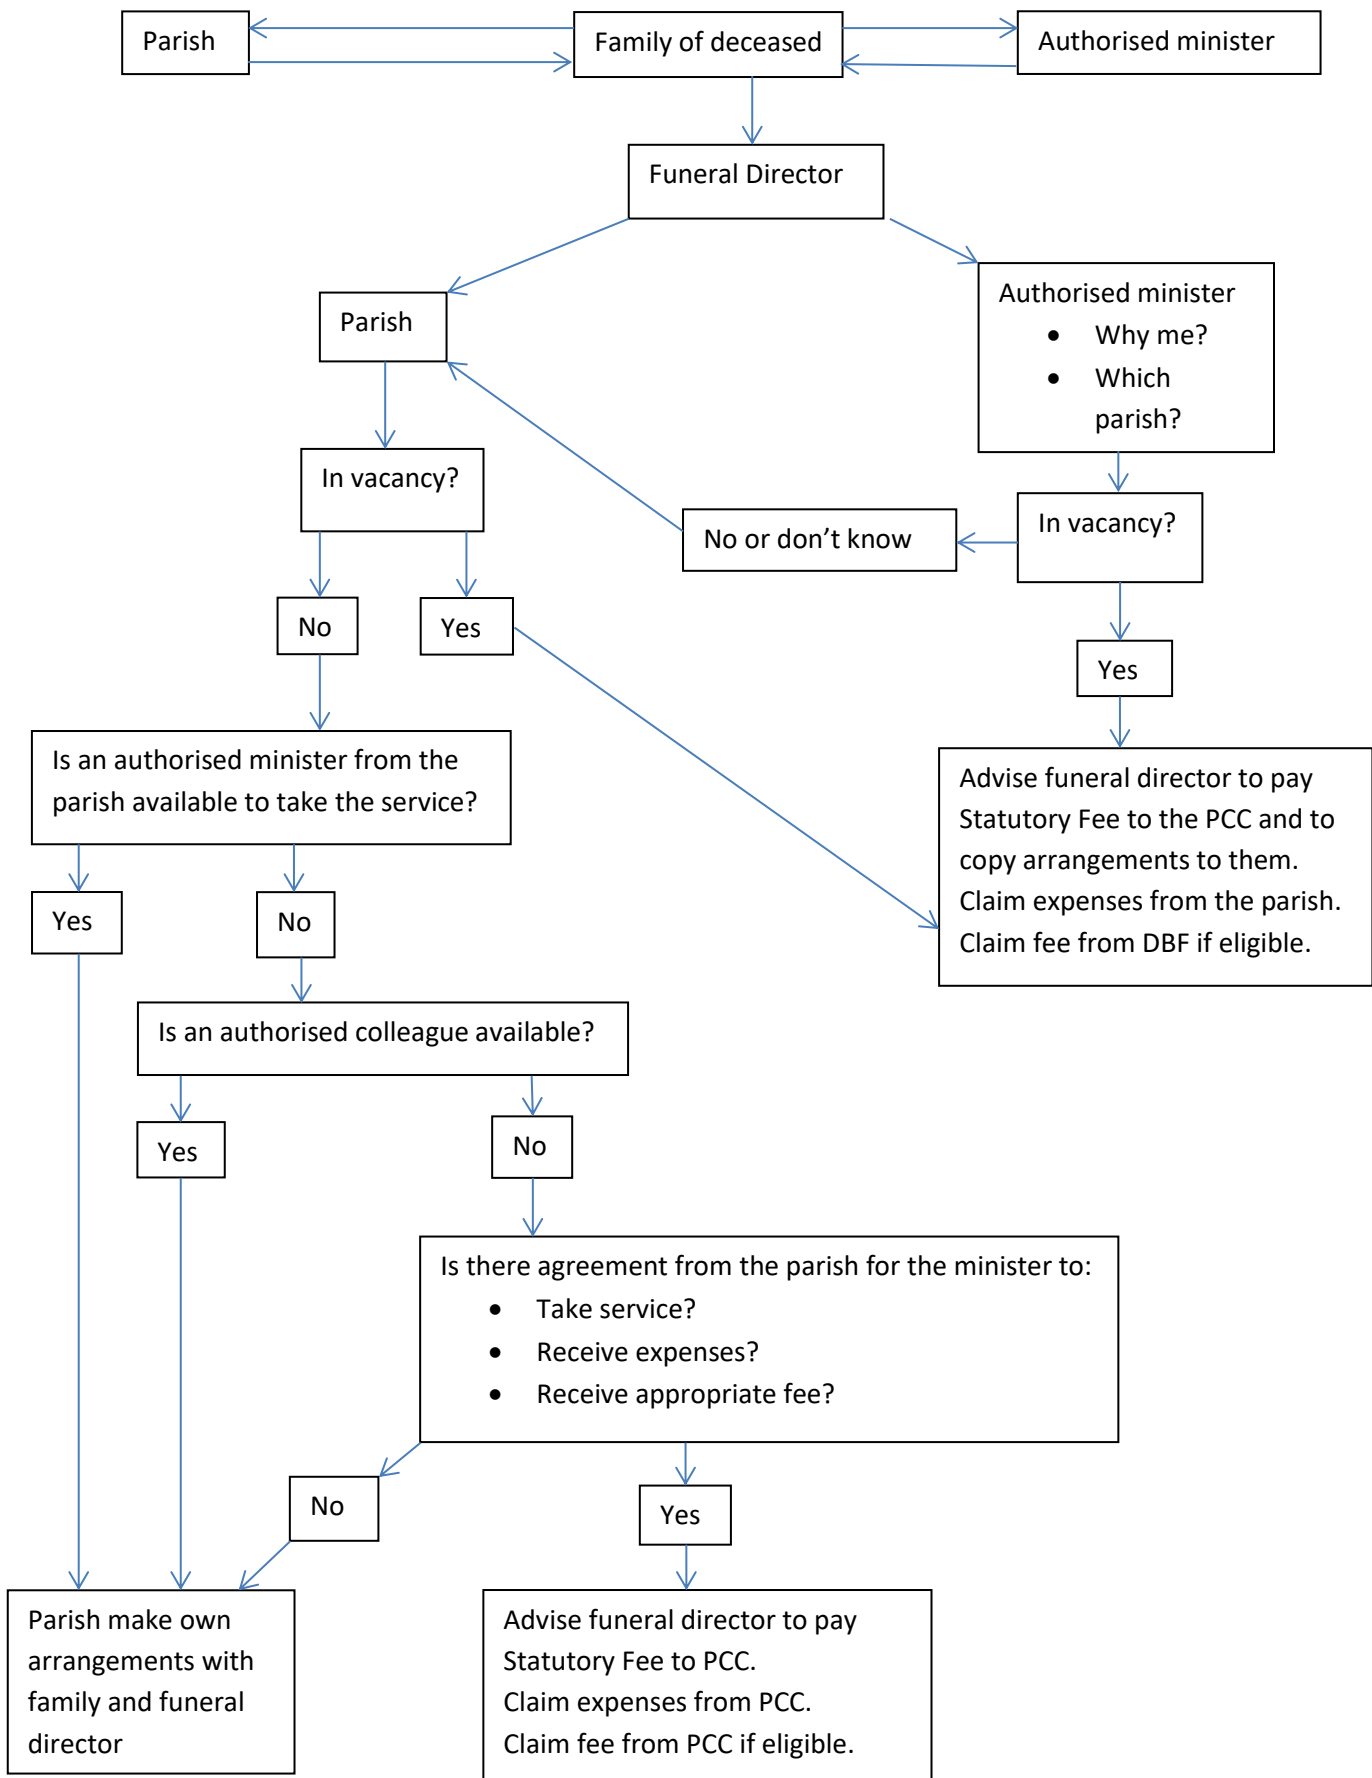 Parish
Family of deceased
Authorised minister
Funeral Director
Parish
Authorised minister
• Why me?
• Which
parish?
In vacancy?
No or don’t know
In vacancy?
No
Yes
Yes
Is an authorised minister from the
parish available to take the service?
Advise funeral director to pay
Statutory Fee to the PCC and to
copy arrangements to them.
Claim expenses from the parish.
Claim fee from DBF if eligible.
Yes
No
Is an authorised colleague available?
Yes
No
Is there agreement from the parish for the minister to:
• Take service?
• Receive expenses?
• Receive appropriate fee?
No
Yes
Parish make own
arrangements with
family and funeral
director
Advise funeral director to pay
Statutory Fee to PCC.
Claim expenses from PCC.
Claim fee from PCC if eligible.